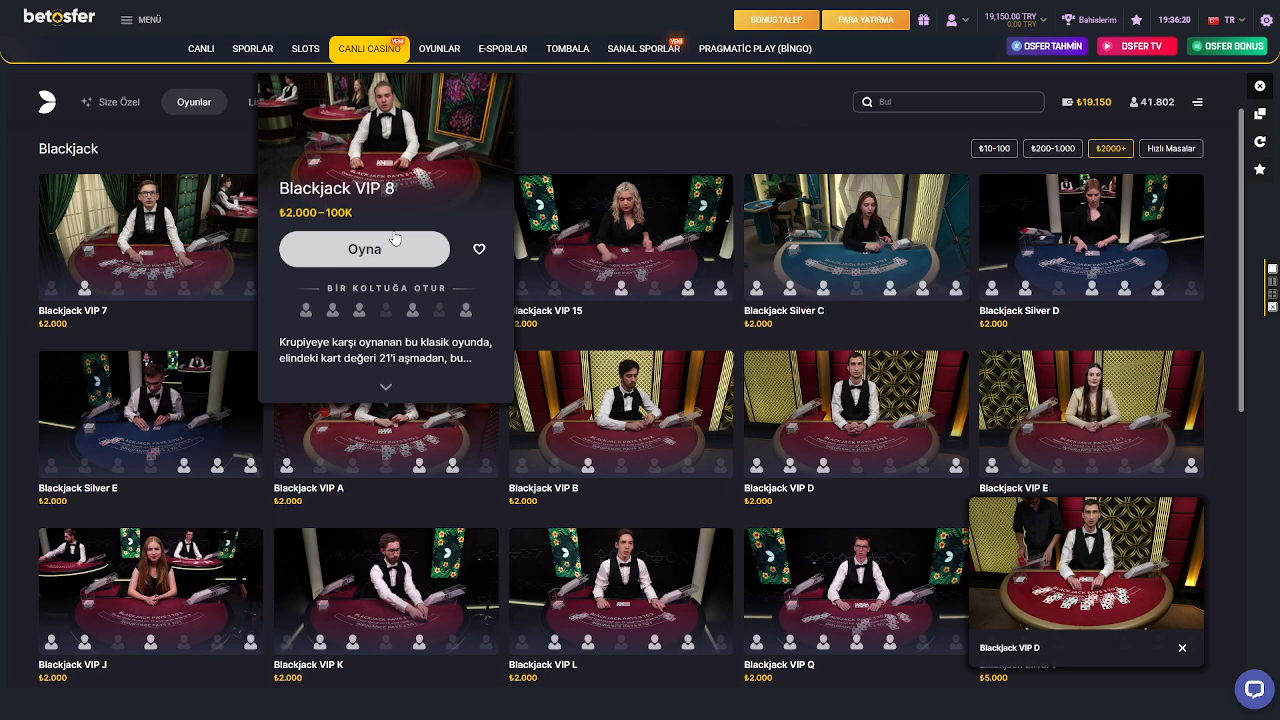 betosfer
MENÜ
BONUS TALEP
PARA YATIRMA
19,150.00 TRY
0.00 TRY
Bahislerim
19:36:20
TR
CANLI
SPORLAR
SLOTS
CANLI CASINO
YENİ
OYUNLAR
E-SPORLAR
TOMBALA
SANAL SPORLAR
YENİ
PRAGMATIC PLAY (BİNGO)
OSFER TAHMİN
OSFER TV
OSFER BONUS
Size Özel
Oyunlar
Bul
₺19.150
41.802
Blackjack
₺10-100
₺200-1.000
₺2000+
Hızlı Masalar
Blackjack VIP 8
₺2.000–100K
Oyna
BİR KOLTUĞA OTUR
Krupiyeye karşı oynanan bu klasik oyunda,
elindeki kart değeri 21'i aşmadan, bu...
Blackjack VIP 7
₺2.000
VIP 15
2.000
Blackjack Silver C
₺2.000
Blackjack Silver D
₺2.000
Blackjack Silver E
₺2.000
Blackjack VIP A
₺2.000
Blackjack VIP B
₺2.000
Blackjack VIP D
₺2.000
Blackjack VIP E
Blackjack VIP J
₺2.000
Blackjack VIP K
₺2.000
Blackjack VIP L
₺2.000
Blackjack VIP Q
₺2.000
Blackjack VIP D
₺5.000